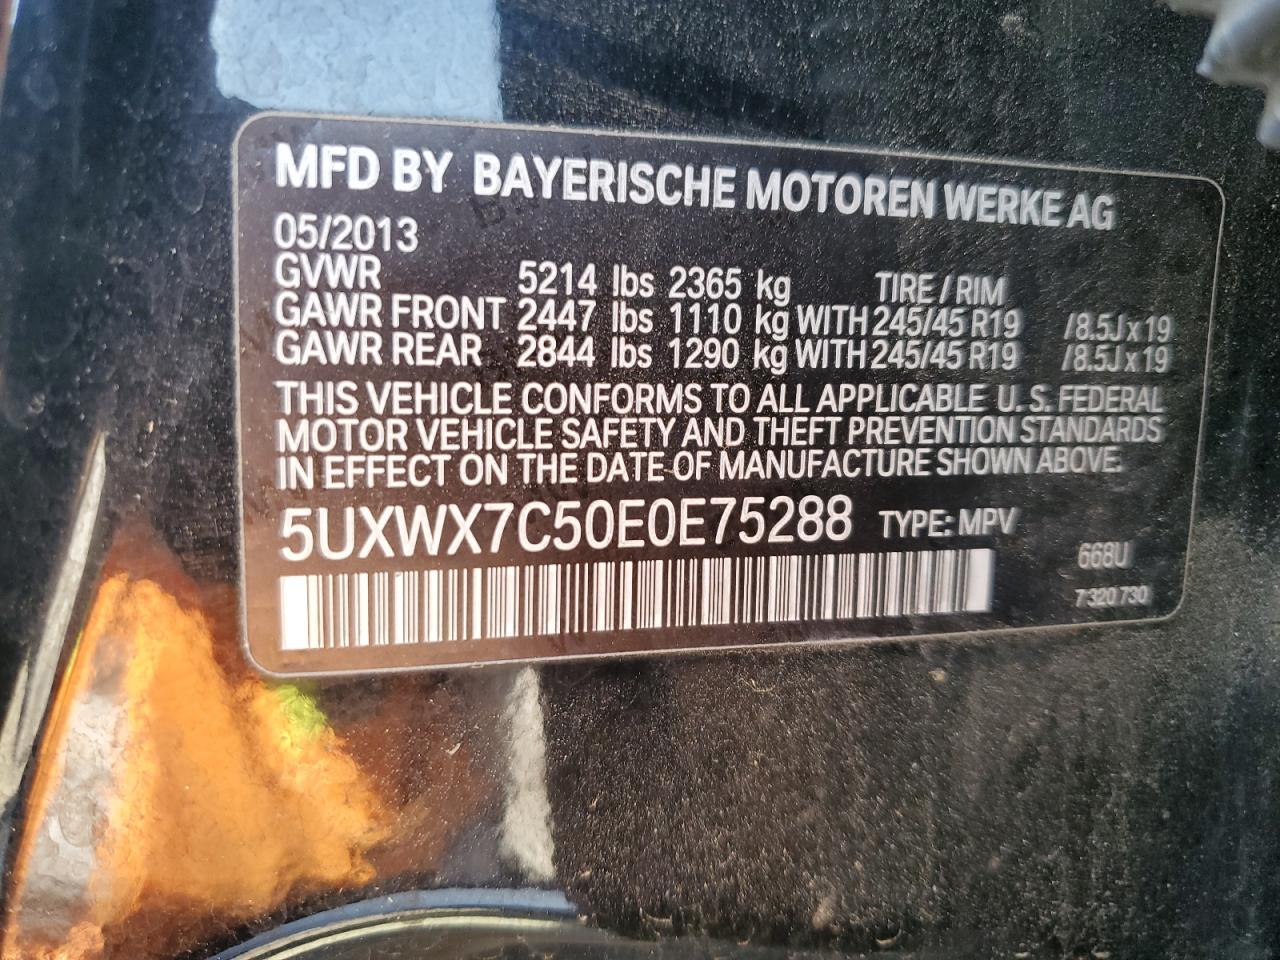 MFD BY BAYERISCHE MOTOREN WERKE AG
05/2013
GVWR 5214 lbs 2365 kg TIRE / RIM
GAWR FRONT 2447 lbs 1110 kg WITH 245/45 R19 /8.5J x 19
GAWR REAR 2844 lbs 1290 kg WITH 245/45 R19 /8.5J x 19
THIS VEHICLE CONFORMS TO ALL APPLICABLE U.S. FEDERAL
MOTOR VEHICLE SAFETY AND THEFT PREVENTION STANDARDS
IN EFFECT ON THE DATE OF MANUFACTURE SHOWN ABOVE.
5UXWX7C50E0E75288 TYPE: MPV
668U
7 320 730